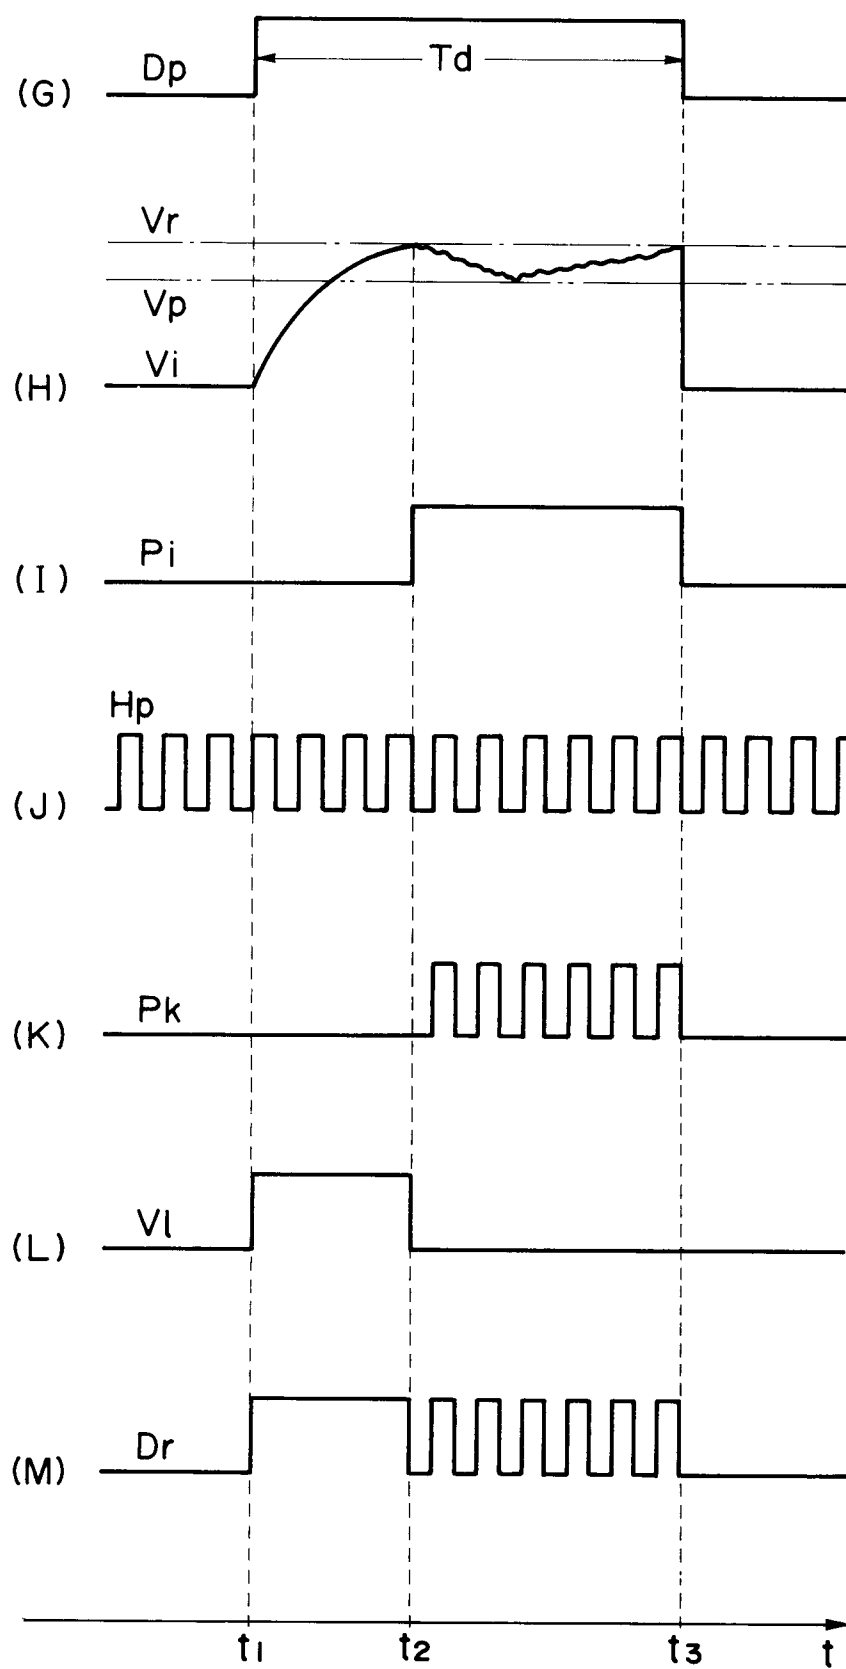 Dp
Td
(G)
Vr
Vp
Vi
(H)
Pi
(I)
Hp
(J)
Pk
(K)
Vl
(L)
Dr
(M)
t1 t2 t3 t